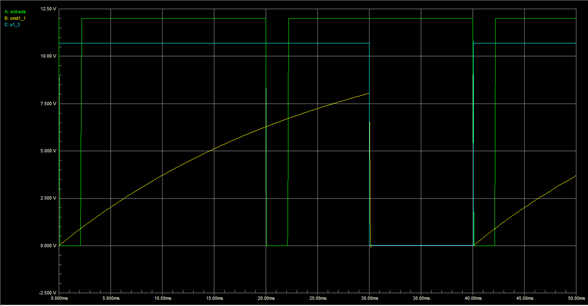 A: entrada
B: cmd1_1
C: u1_3
12.50 V
10.00 V
7.500 V
5.000 V
2.500 V
0.000 V
-2.500 V
0.000ms 5.000ms 10.00ms 15.00ms 20.00ms 25.00ms 30.00ms 35.00ms 40.00ms 45.00ms 50.00ms